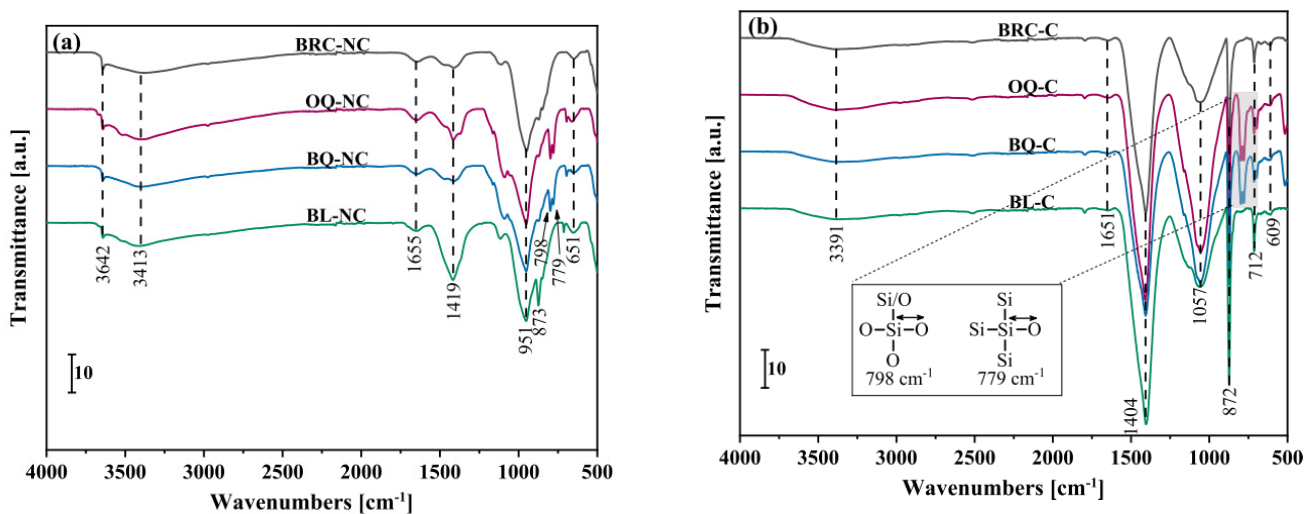 (a)
BRC-NC
OQ-NC
BQ-NC
BL-NC
3642
3413
1655
1419
951
873
798
779
651
10
4000 3500 3000 2500 2000 1500 1000 500
Wavenumbers [cm-1]
Transmittance [a.u.]
(b)
BRC-C
OQ-C
BQ-C
BL-C
3391
1651
1404
1057
872
712
609
Si/O
O-Si-O
O
798 cm-1
Si
Si-Si-O
Si
779 cm-1
10
4000 3500 3000 2500 2000 1500 1000 500
Wavenumbers [cm-1]
Transmittance [a.u.]